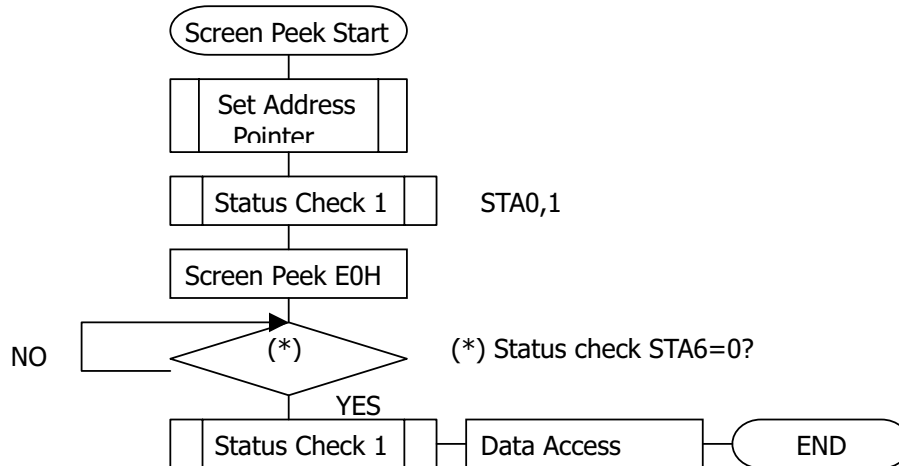 Screen Peek Start
Set Address
Pointer
Status Check 1
STA0,1
Screen Peek E0H
(*)
(*) Status check STA6=0?
NO
YES
Status Check 1
Data Access
END